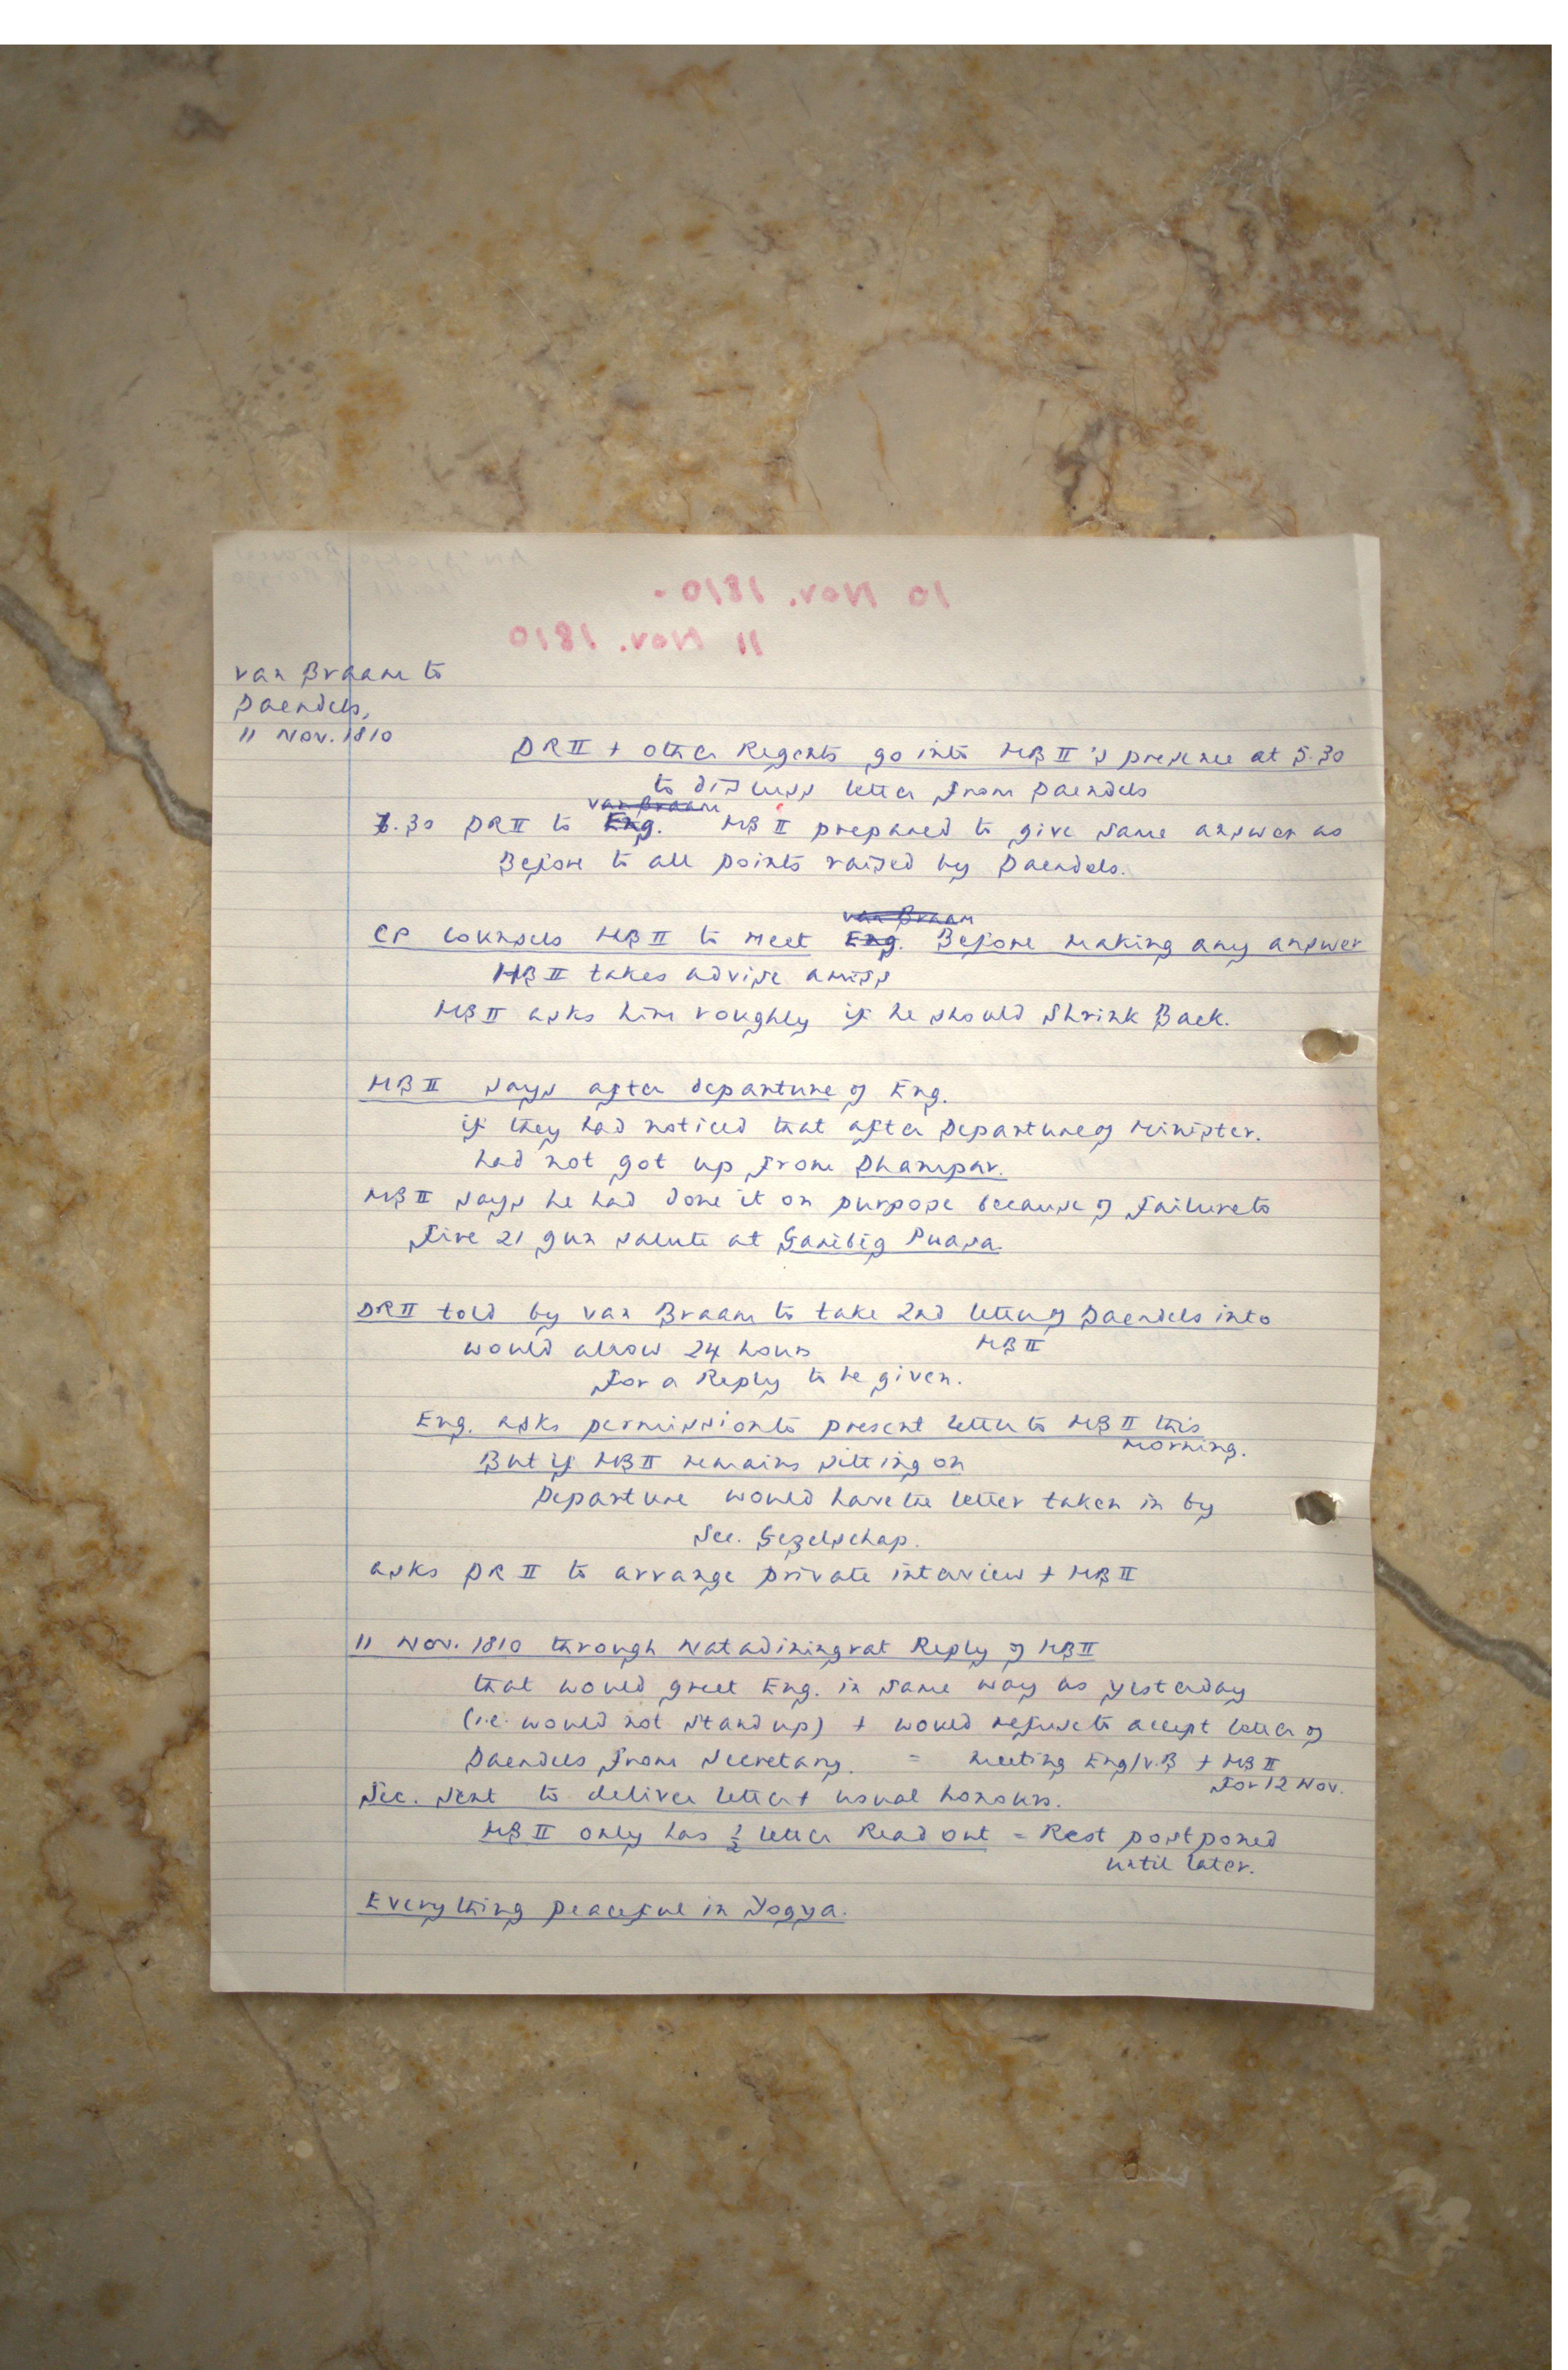 10 Nov. 1810.
11 Nov. 1810
van Braam to
Daendels,
11 Nov. 1810
DR II + other Regents go into HB II's presence at 5.30
to discuss letter from Daendels
van Braam
6.30 DR II to Eng. HB II prepared to give same answer as
Before to all points raised by Daendels.
van Braam
CP counsels HB II to meet Eng. Before making any answer
HB II takes advise amiss
HB II asks him roughly if he should Shrink Back.
HB II says after departure of Eng.
if they had noticed that after Departure of Minister.
had not got up from Dhampar.
HB II says he had done it on purpose because of failure to
fire 21 gun salute at Garĕbĕg Puasa.
DR II told by van Braam to take 2nd letter of Daendels into
HB II
would allow 24 hours
for a Reply to be given.
Eng. asks permission to present letter to HB II this
morning.
But if HB II remains sitting on
Departure would have the letter taken in by
Sec. Gezelschap.
asks DR II to arrange private interview + HB II
11 Nov. 1810 through Natadiningrat Reply of HB II
that would greet Eng. in same way as yesterday
(i.e. would not stand up) + would refuse to accept letter of
Daendels from Secretary. = meeting Eng/v.B + HB II
for 12 Nov.
Sec. sent to deliver letter + usual honours.
HB II only has ½ letter Read out = Rest postponed
until later.
Everything peaceful in Yogya.